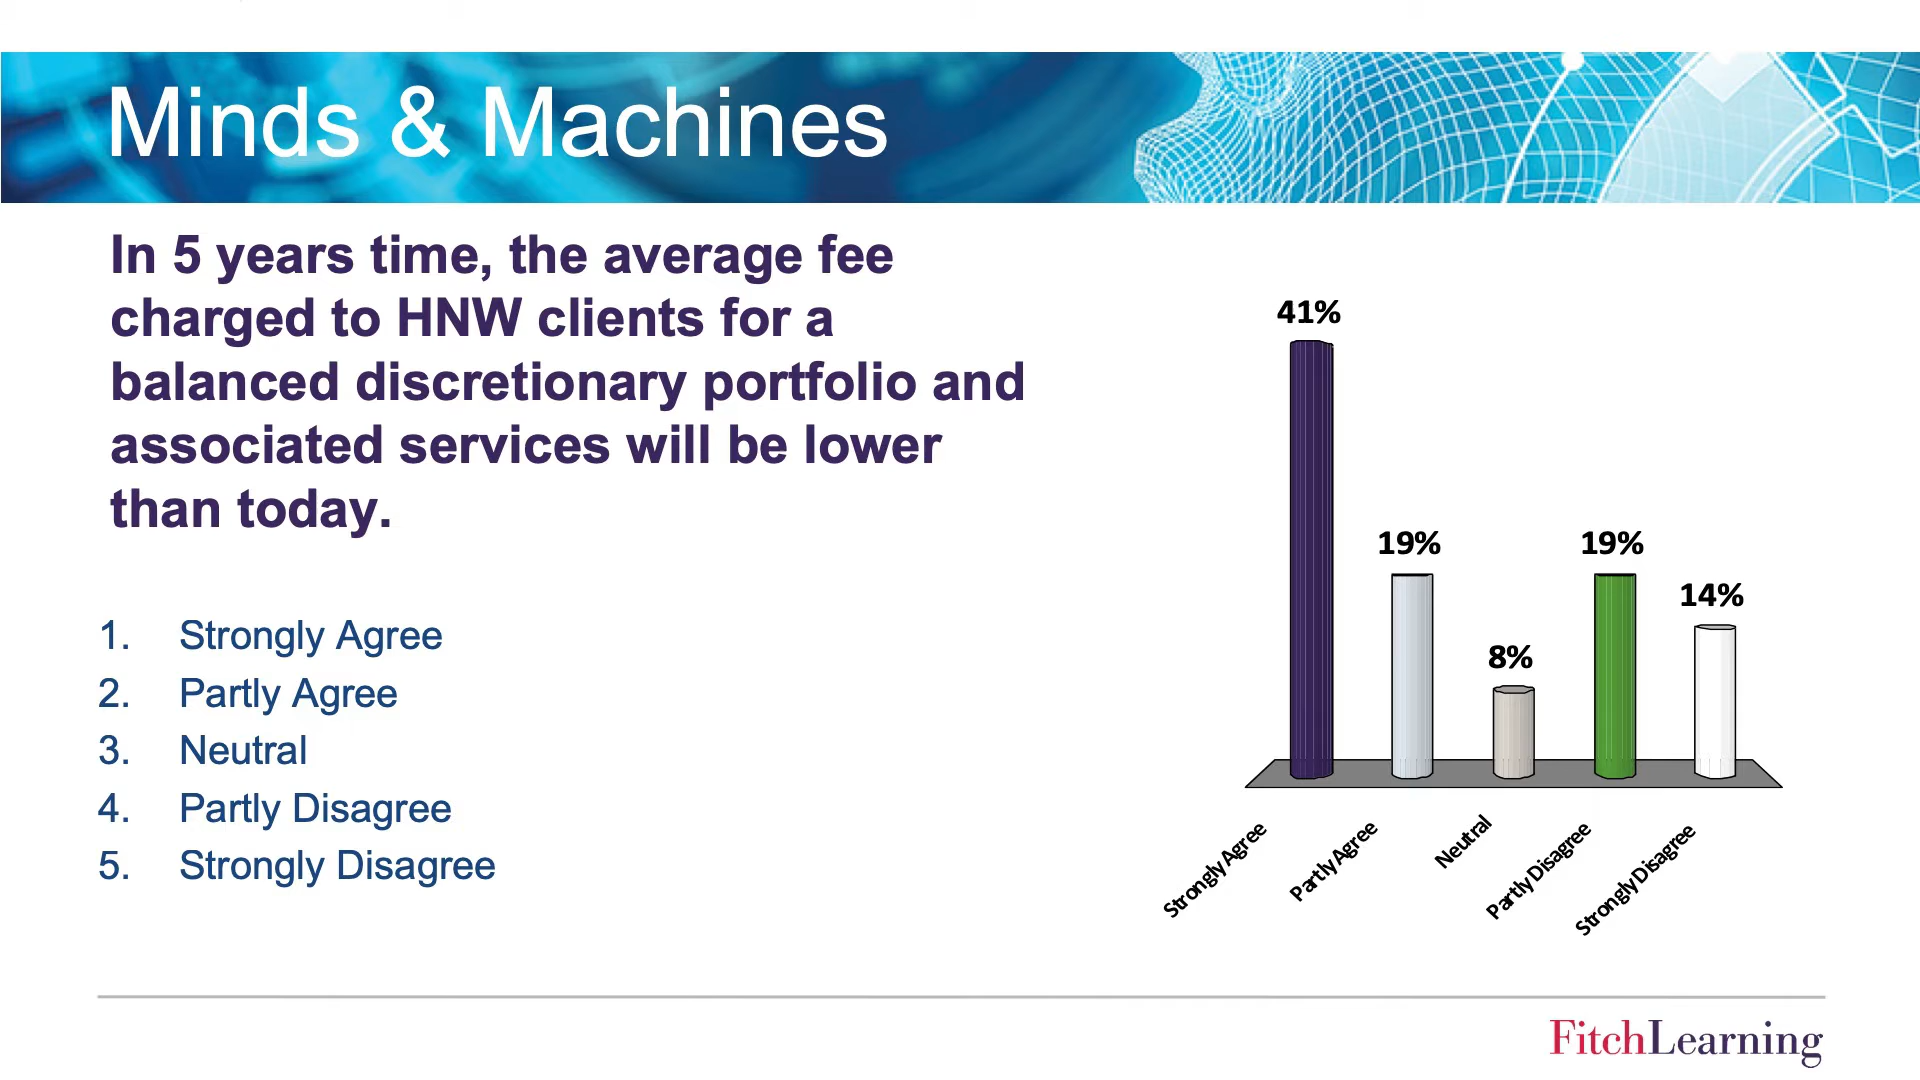 Minds & Machines
In 5 years time, the average fee
charged to HNW clients for a
balanced discretionary portfolio and
associated services will be lower
than today.
1. Strongly Agree
2. Partly Agree
3. Neutral
4. Partly Disagree
5. Strongly Disagree
41%
19%
8%
19%
14%
Strongly Agree
Partly Agree
Neutral
Partly Disagree
Strongly Disagree
FitchLearning